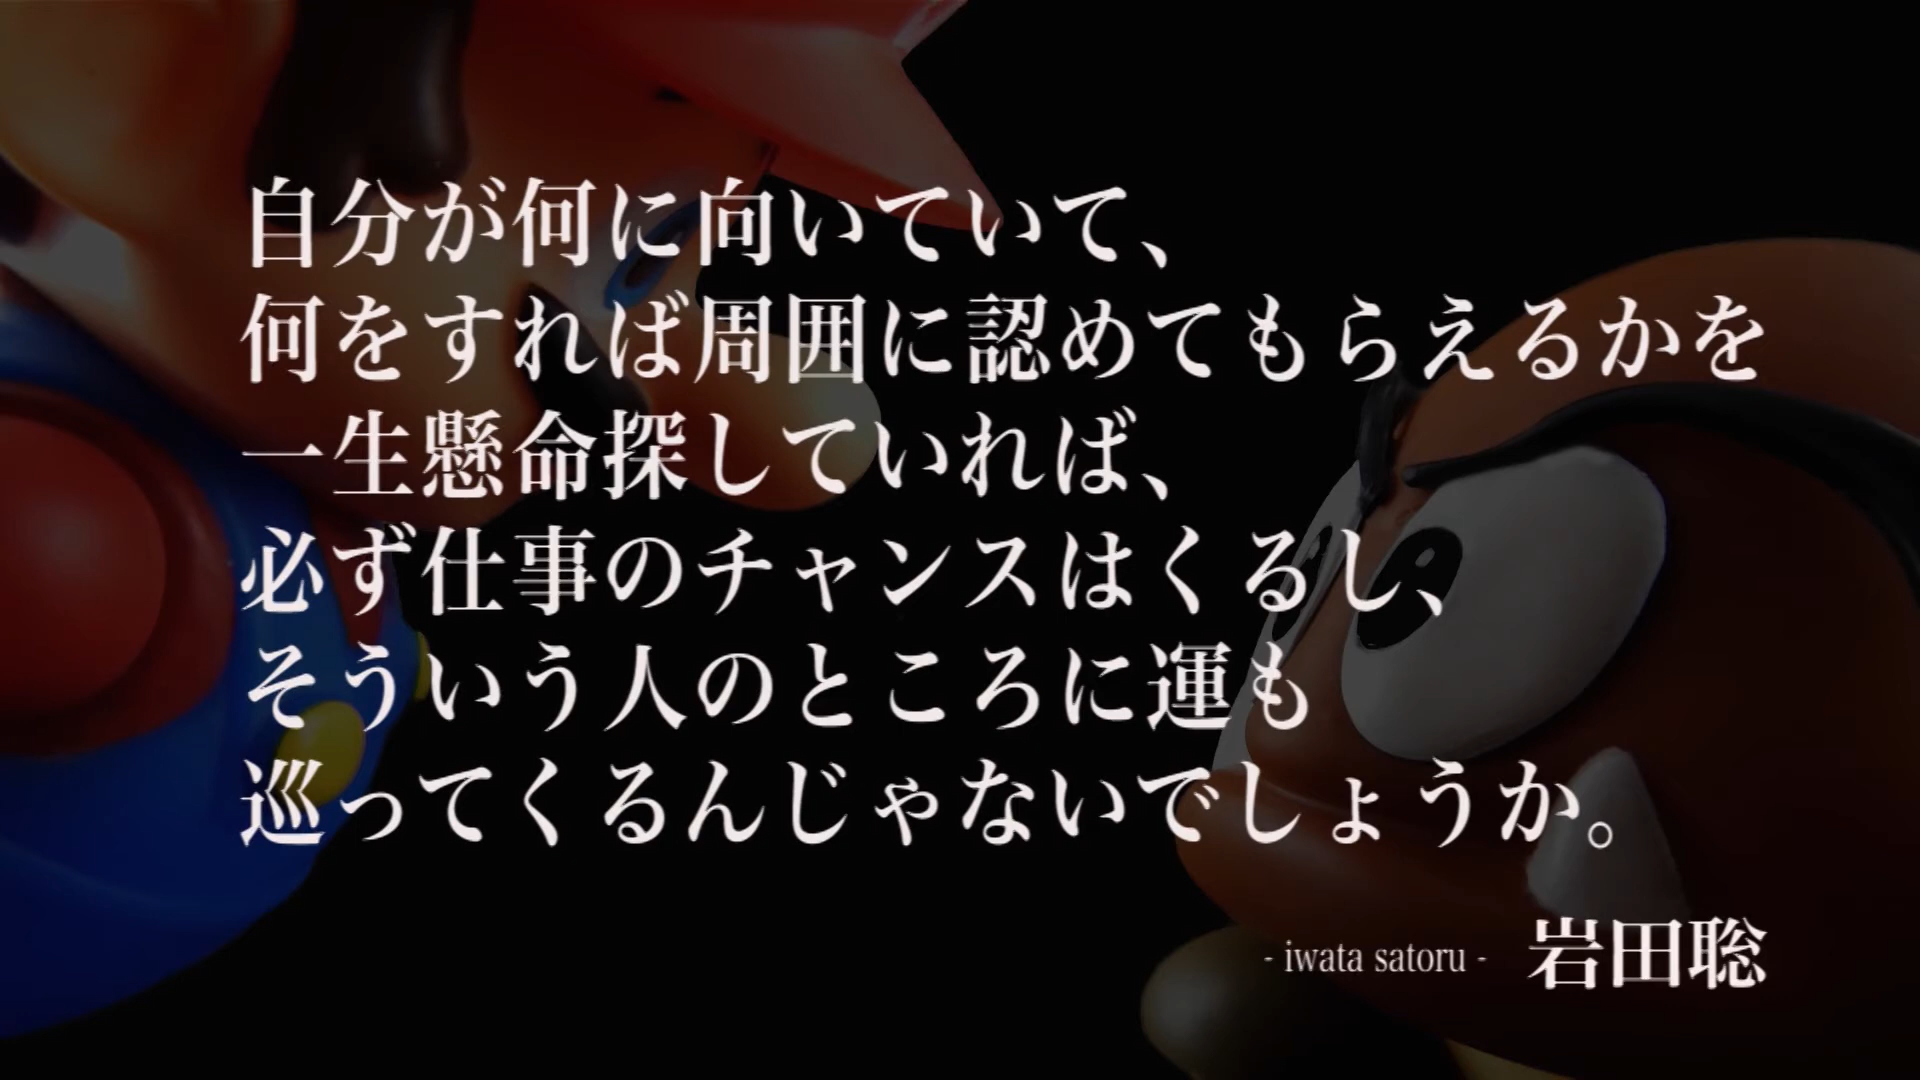 自分が何に向いていて、
何をすれば周囲に認めてもらえるかを
一生懸命探していれば、
必ず仕事のチャンスはくるし、
そういう人のところに運も
巡ってくるんじゃないでしょうか。
- iwata satoru - 岩田聡